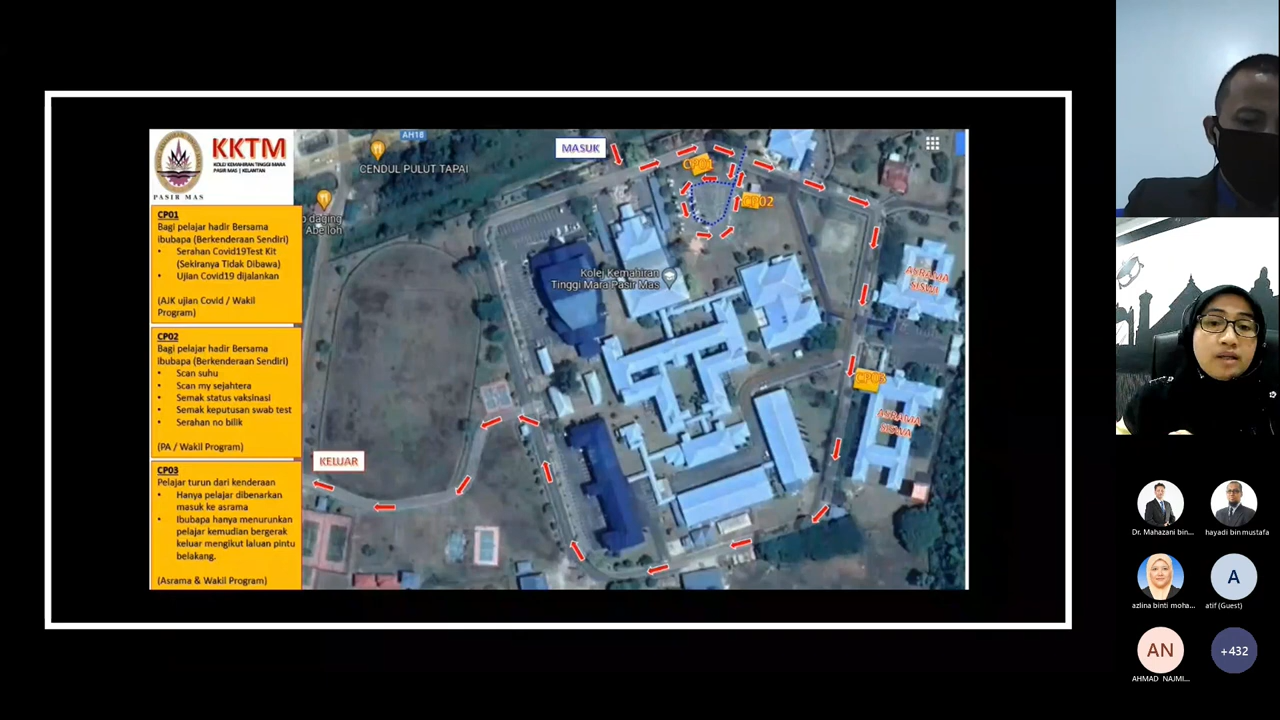 KKTM
KOLEJ KEMAHIRAN TINGGI MARA
PASIR MAS | KELANTAN
PASIR MAS
CP01
Bagi pelajar hadir Bersama
ibubapa (Berkenderaan Sendiri)
• Serahan Covid19Test Kit
(Sekiranya Tidak Dibawa)
• Ujian Covid19 dijalankan
(AJK ujian Covid / Wakil
Program)
CP02
Bagi pelajar hadir Bersama
ibubapa (Berkenderaan Sendiri)
• Scan suhu
• Scan my sejahtera
• Semak status vaksinasi
• Semak keputusan swab test
• Serahan no bilik
(PA / Wakil Program)
CP03
Pelajar turun dari kenderaan
• Hanya pelajar dibenarkan
masuk ke asrama
• Ibubapa hanya menurunkan
pelajar kemudian bergerak
keluar mengikut laluan pintu
belakang.
(Asrama & Wakil Program)
AH18
CENDUL PULUT TAPAI
daging
Abe loh
MASUK
CP01
CP02
Kolej Kemahiran
Tinggi Mara Pasir Mas
ASRAMA
SISWI
CP03
ASRAMA
SISWA
KELUAR
Dr. Mahazani bin...
hayadi bin mustafa
azlina binti moha...
A
atif (Guest)
AN
AHMAD NAJMI...
+432